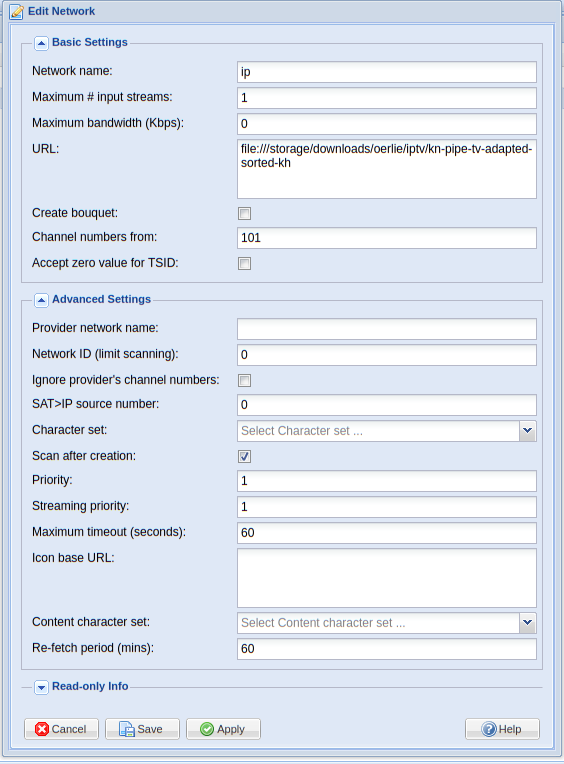 Edit Network
Basic Settings
Network name: ip
Maximum # input streams: 1
Maximum bandwidth (Kbps): 0
URL: file:///storage/downloads/oerlie/iptv/kn-pipe-tv-adapted-
sorted-kh
Create bouquet:
Channel numbers from: 101
Accept zero value for TSID:
Advanced Settings
Provider network name:
Network ID (limit scanning): 0
Ignore provider's channel numbers:
SAT>IP source number: 0
Character set: Select Character set ...
Scan after creation:
Priority: 1
Streaming priority: 1
Maximum timeout (seconds): 60
Icon base URL:
Content character set: Select Content character set ...
Re-fetch period (mins): 60
Read-only Info
Cancel Save Apply Help